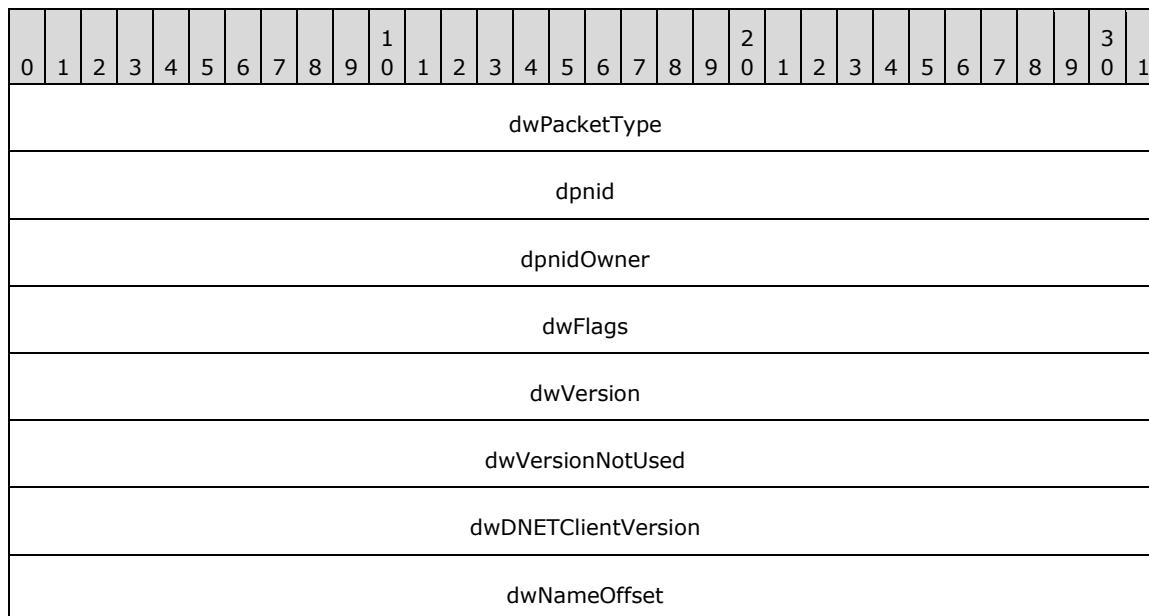 1 2 3
0 1 2 3 4 5 6 7 8 9 0 1 2 3 4 5 6 7 8 9 0 1 2 3 4 5 6 7 8 9 0 1
dwPacketType
dpnid
dpnidOwner
dwFlags
dwVersion
dwVersionNotUsed
dwDNETClientVersion
dwNameOffset